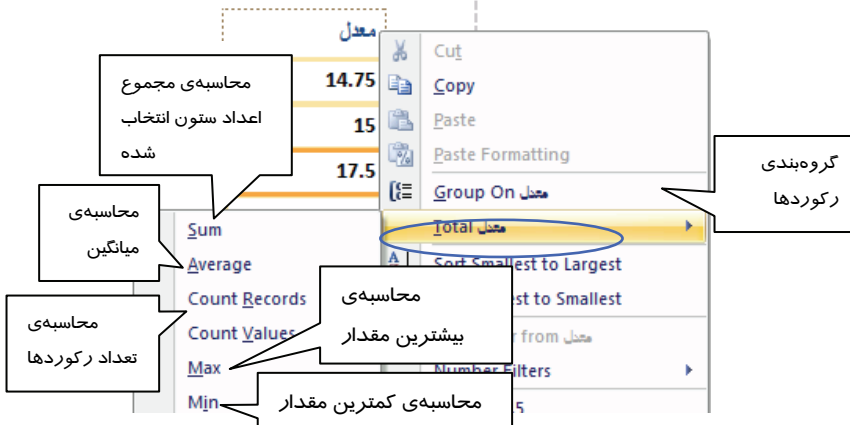 معدل
14.75
15
17.5
محاسبه‌ی مجموع
اعداد ستون انتخاب
شده
محاسبه‌ی
میانگین
محاسبه‌ی
تعداد رکوردها
Cut
Copy
Paste
Paste Formatting
Group On معدل
Total معدل
Sort Smallest to Largest
st to Smallest
from معدل
Number Filters
گروه‌بندی
رکوردها
Sum
Average
Count Records
Count Values
Max
Min
محاسبه‌ی
بیشترین مقدار
محاسبه‌ی کمترین مقدار